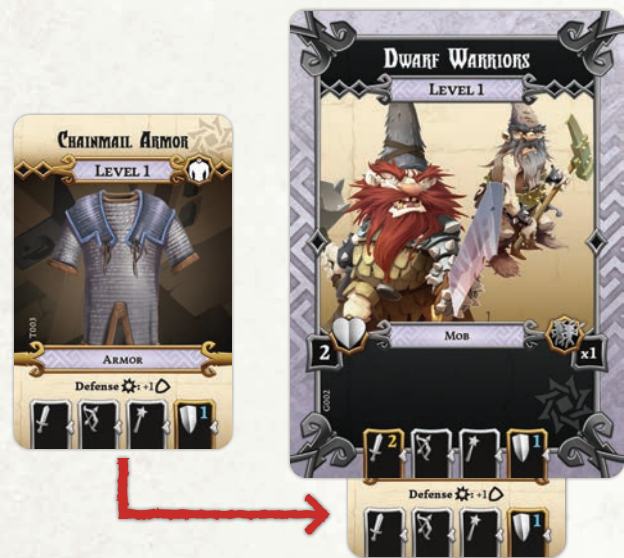 CHAINMAIL ARMOR
LEVEL 1
T003
ARMOR
Defense : +1
1
DWARF WARRIORS
LEVEL 1
1
MOB
2
x1
G002
2
1
Defense : +1
1